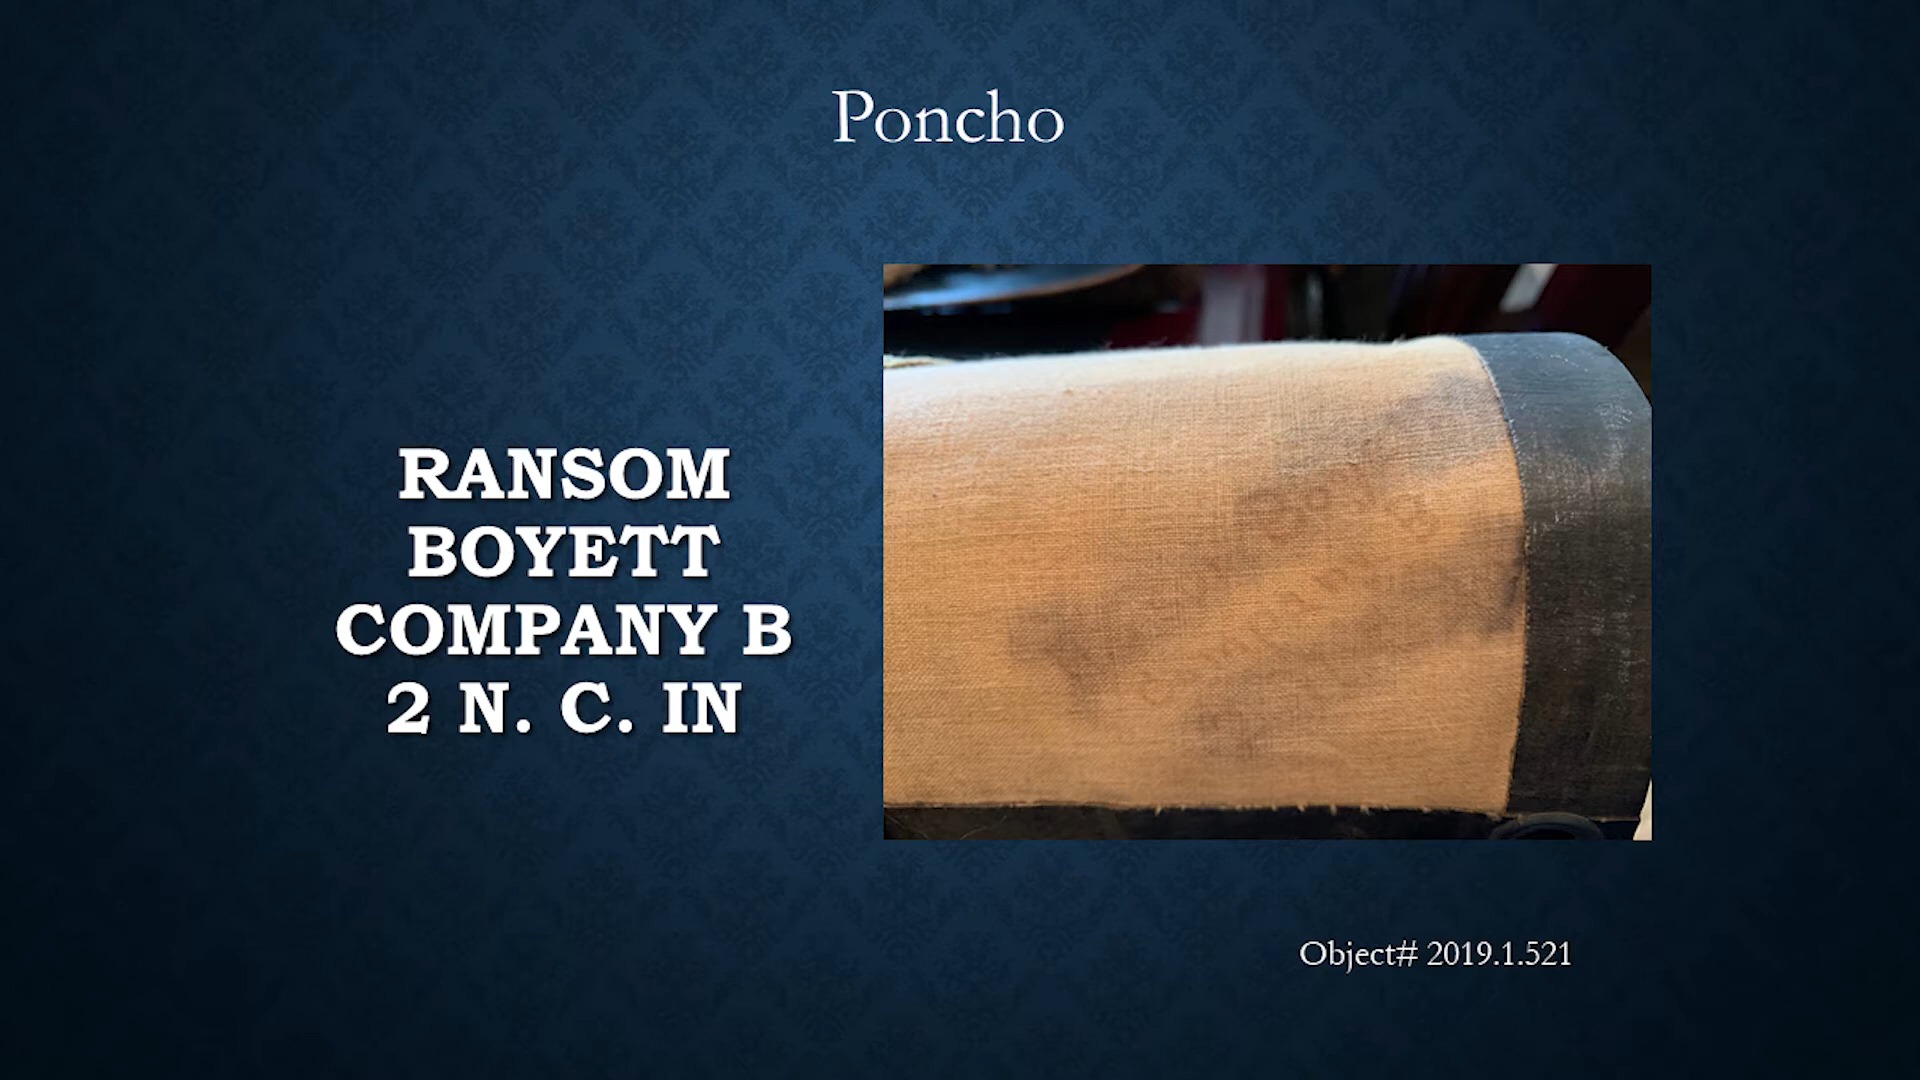 Poncho
RANSOM
BOYETT
COMPANY B
2 N. C. IN
Object# 2019.1.521